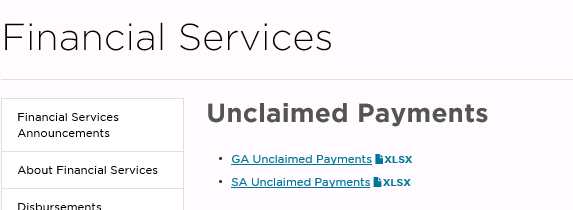 Financial Services
Financial Services
Announcements
About Financial Services
Disbursements
Unclaimed Payments
• GA Unclaimed Payments XLSX
• SA Unclaimed Payments XLSX